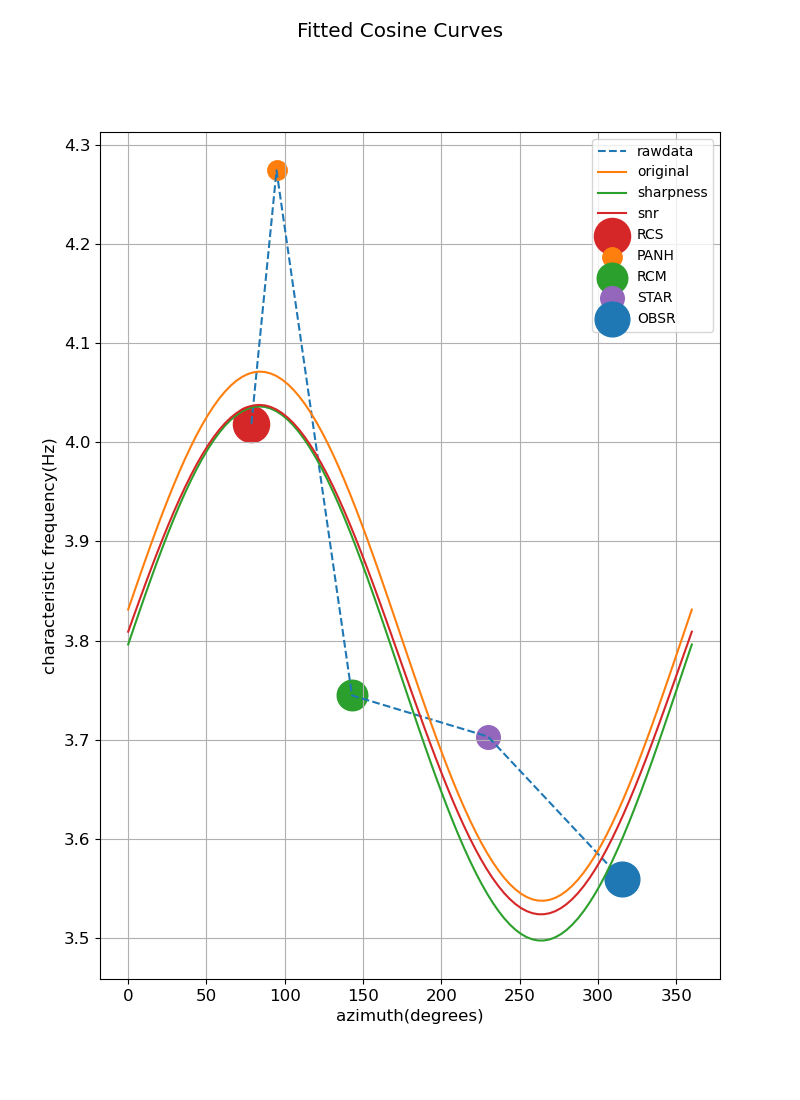 Fitted Cosine Curves
4.3
4.2
4.1
4.0
3.9
3.8
3.7
3.6
3.5
characteristic frequency(Hz)
rawdata
original
sharpness
snr
RCS
PANH
RCM
STAR
OBSR
0 50 100 150 200 250 300 350
azimuth(degrees)